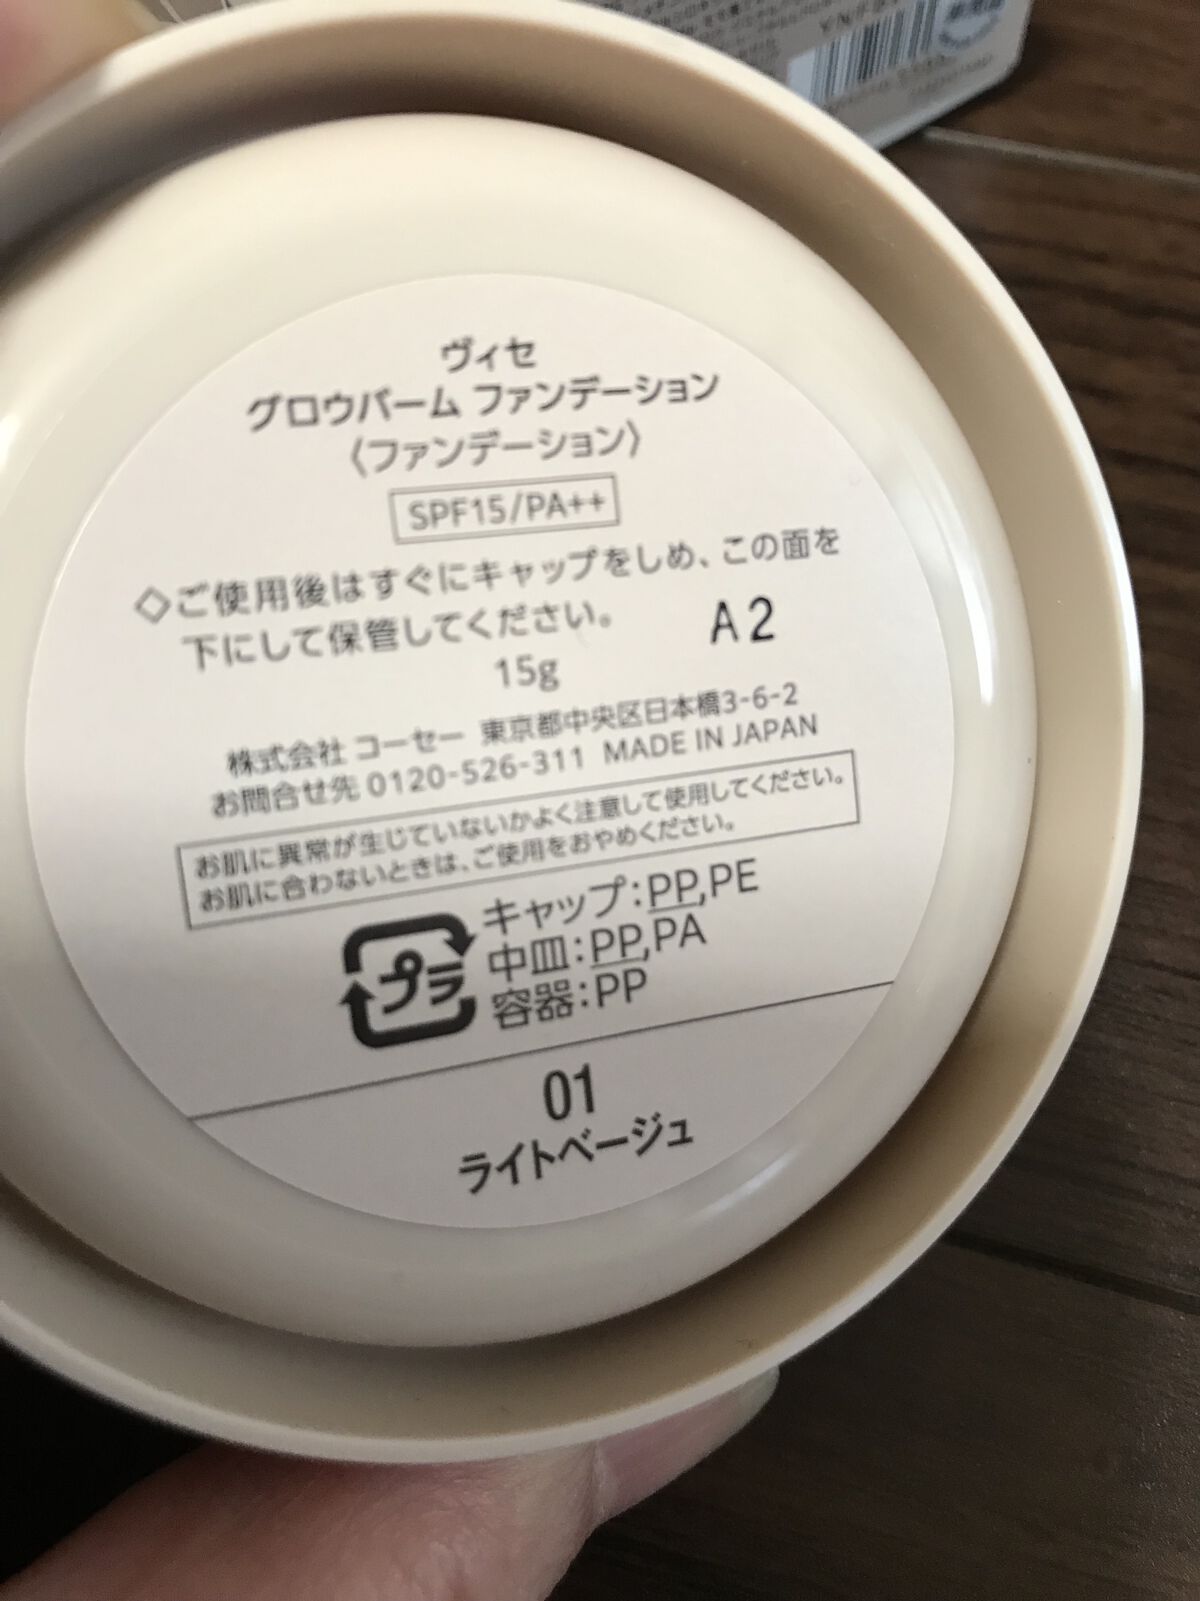 ヴィセ
グロウバーム ファンデーション
〈ファンデーション〉
SPF15/PA++
◇ご使用後はすぐにキャップをしめ、この面を
下にして保管してください。
A2
15g
株式会社 コーセー 東京都中央区日本橋3-6-2
お問合せ先 0120-526-311 MADE IN JAPAN
お肌に異常が生じていないかよく注意して使用してください。
お肌に合わないときは、ご使用をおやめください。
プラ
キャップ:PP,PE
中皿:PP,PA
容器:PP
01
ライトベージュ